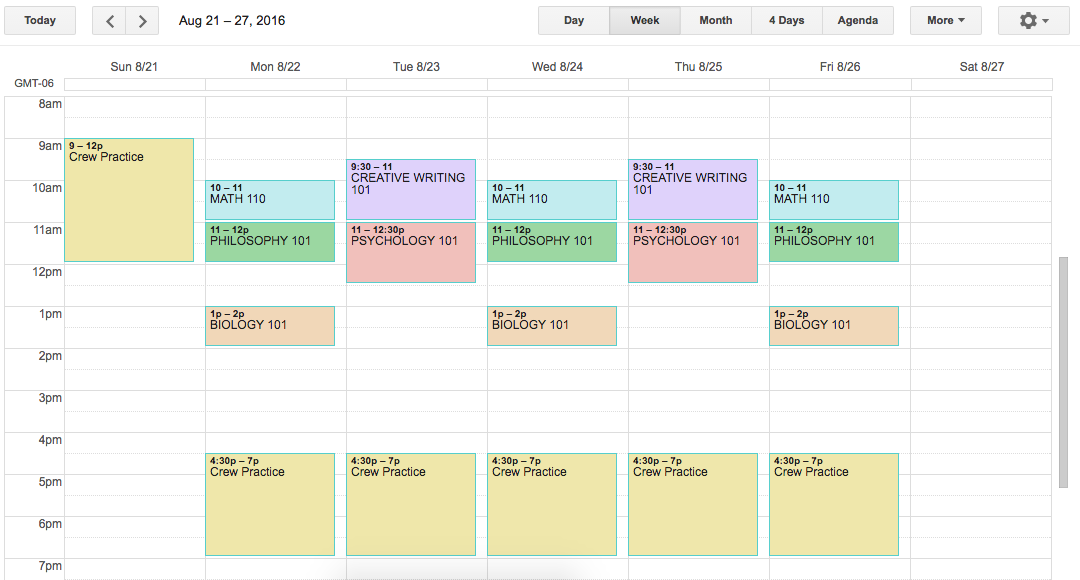 Today < > Aug 21 – 27, 2016 Day Week Month 4 Days Agenda More
Sun 8/21 Mon 8/22 Tue 8/23 Wed 8/24 Thu 8/25 Fri 8/26 Sat 8/27
GMT-06
8am
9am
10am
11am
12pm
1pm
2pm
3pm
4pm
5pm
6pm
7pm
9 – 12p
Crew Practice
10 – 11
MATH 110
11 – 12p
PHILOSOPHY 101
1p – 2p
BIOLOGY 101
4:30p – 7p
Crew Practice
9:30 – 11
CREATIVE WRITING
101
11 – 12:30p
PSYCHOLOGY 101
4:30p – 7p
Crew Practice
10 – 11
MATH 110
11 – 12p
PHILOSOPHY 101
1p – 2p
BIOLOGY 101
4:30p – 7p
Crew Practice
9:30 – 11
CREATIVE WRITING
101
11 – 12:30p
PSYCHOLOGY 101
4:30p – 7p
Crew Practice
10 – 11
MATH 110
11 – 12p
PHILOSOPHY 101
1p – 2p
BIOLOGY 101
4:30p – 7p
Crew Practice